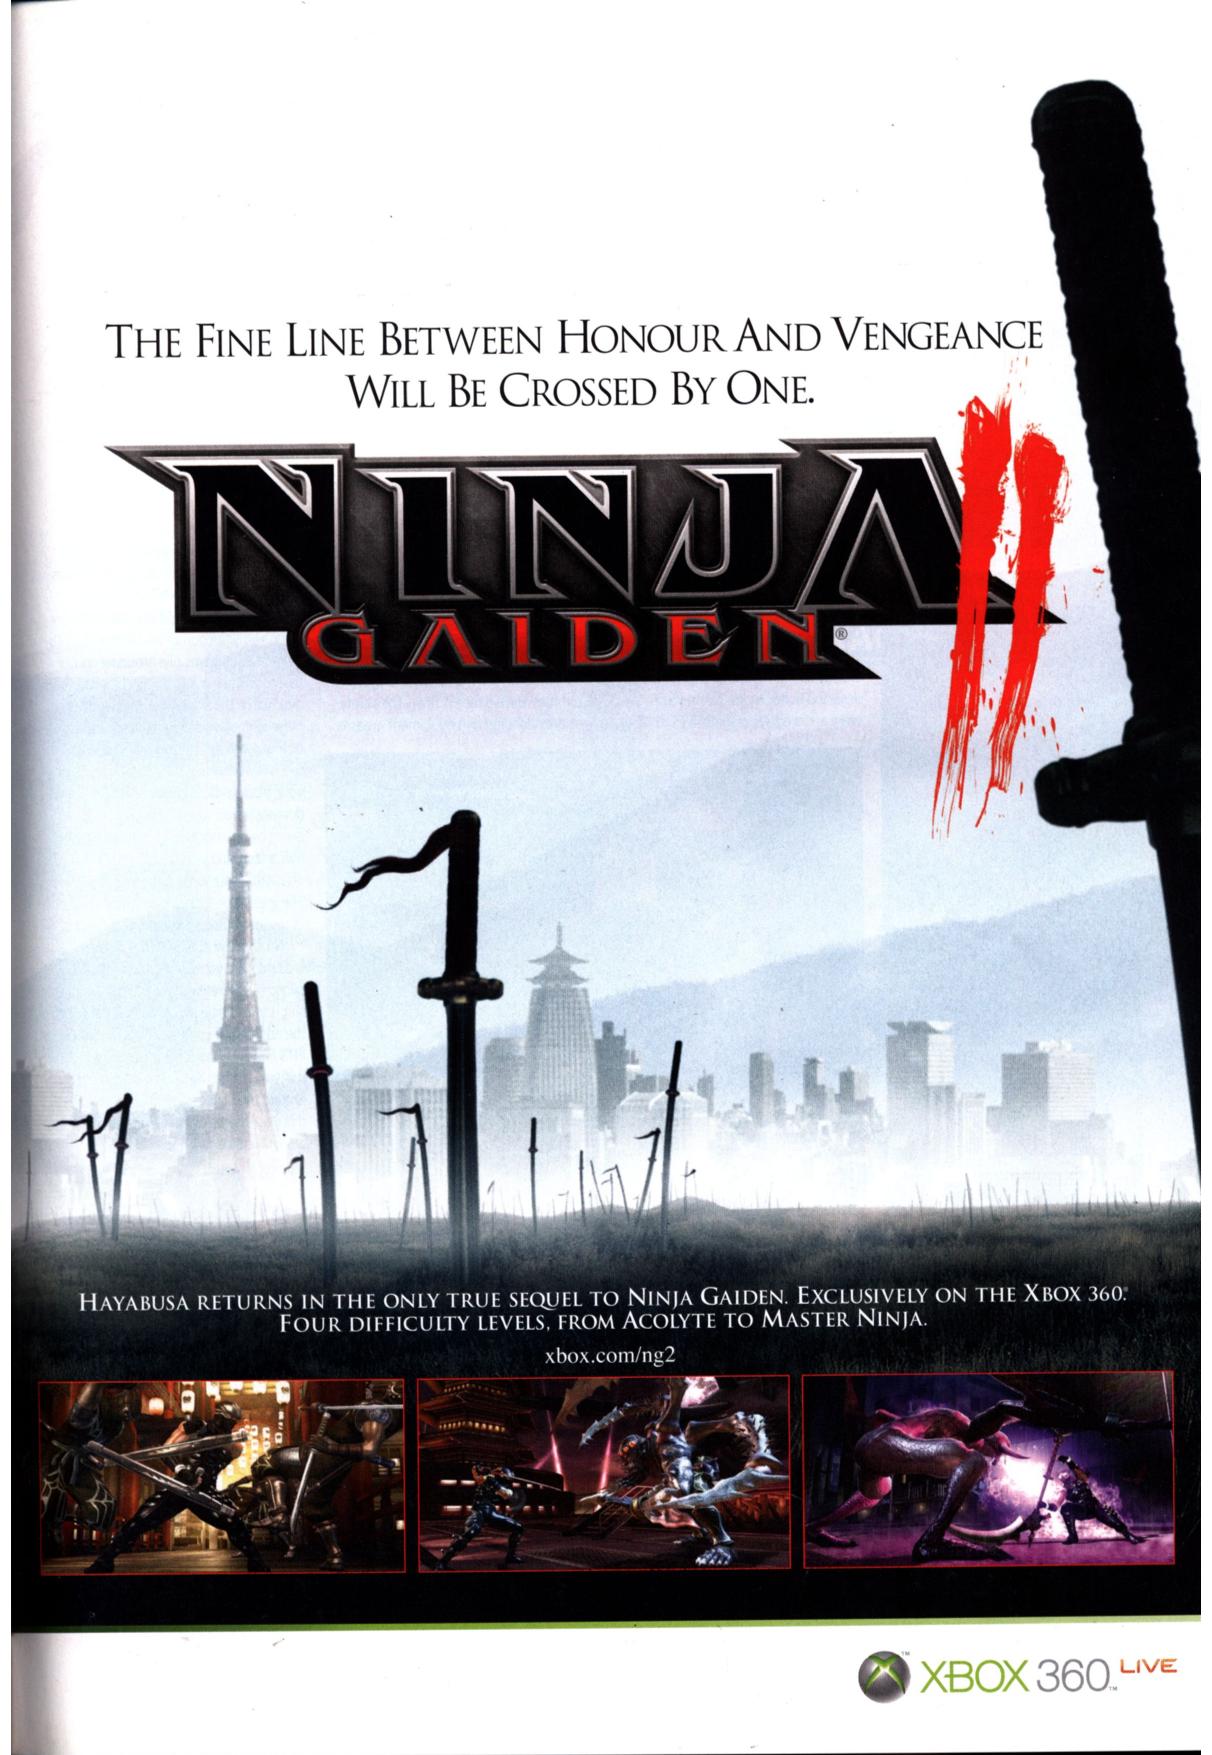 THE FINE LINE BETWEEN HONOUR AND VENGEANCE
WILL BE CROSSED BY ONE.
NINJA II
GAIDEN®
HAYABUSA RETURNS IN THE ONLY TRUE SEQUEL TO NINJA GAIDEN. EXCLUSIVELY ON THE XBOX 360®.
FOUR DIFFICULTY LEVELS, FROM ACOLYTE TO MASTER NINJA.
xbox.com/ng2
™ XBOX 360™ LIVE